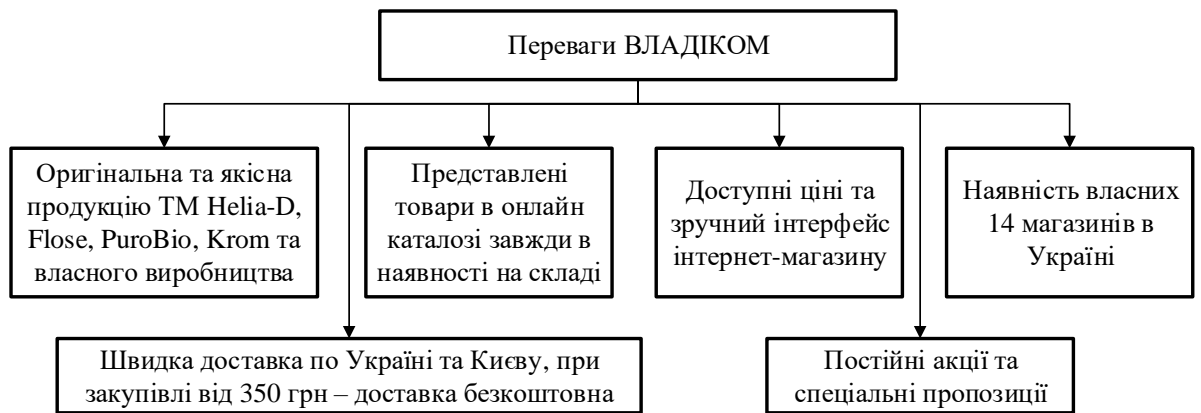 Переваги ВЛАДІКОМ
Оригінальна та якісна
продукцію ТМ Helia-D,
Flose, PuroBio, Krom та
власного виробництва
Представлені
товари в онлайн
каталозі завжди в
наявності на складі
Доступні ціні та
зручний інтерфейс
інтернет-магазину
Наявність власних
14 магазинів в
Україні
Швидка доставка по Україні та Києву, при
закупівлі від 350 грн – доставка безкоштовна
Постійні акції та
спеціальні пропозиції